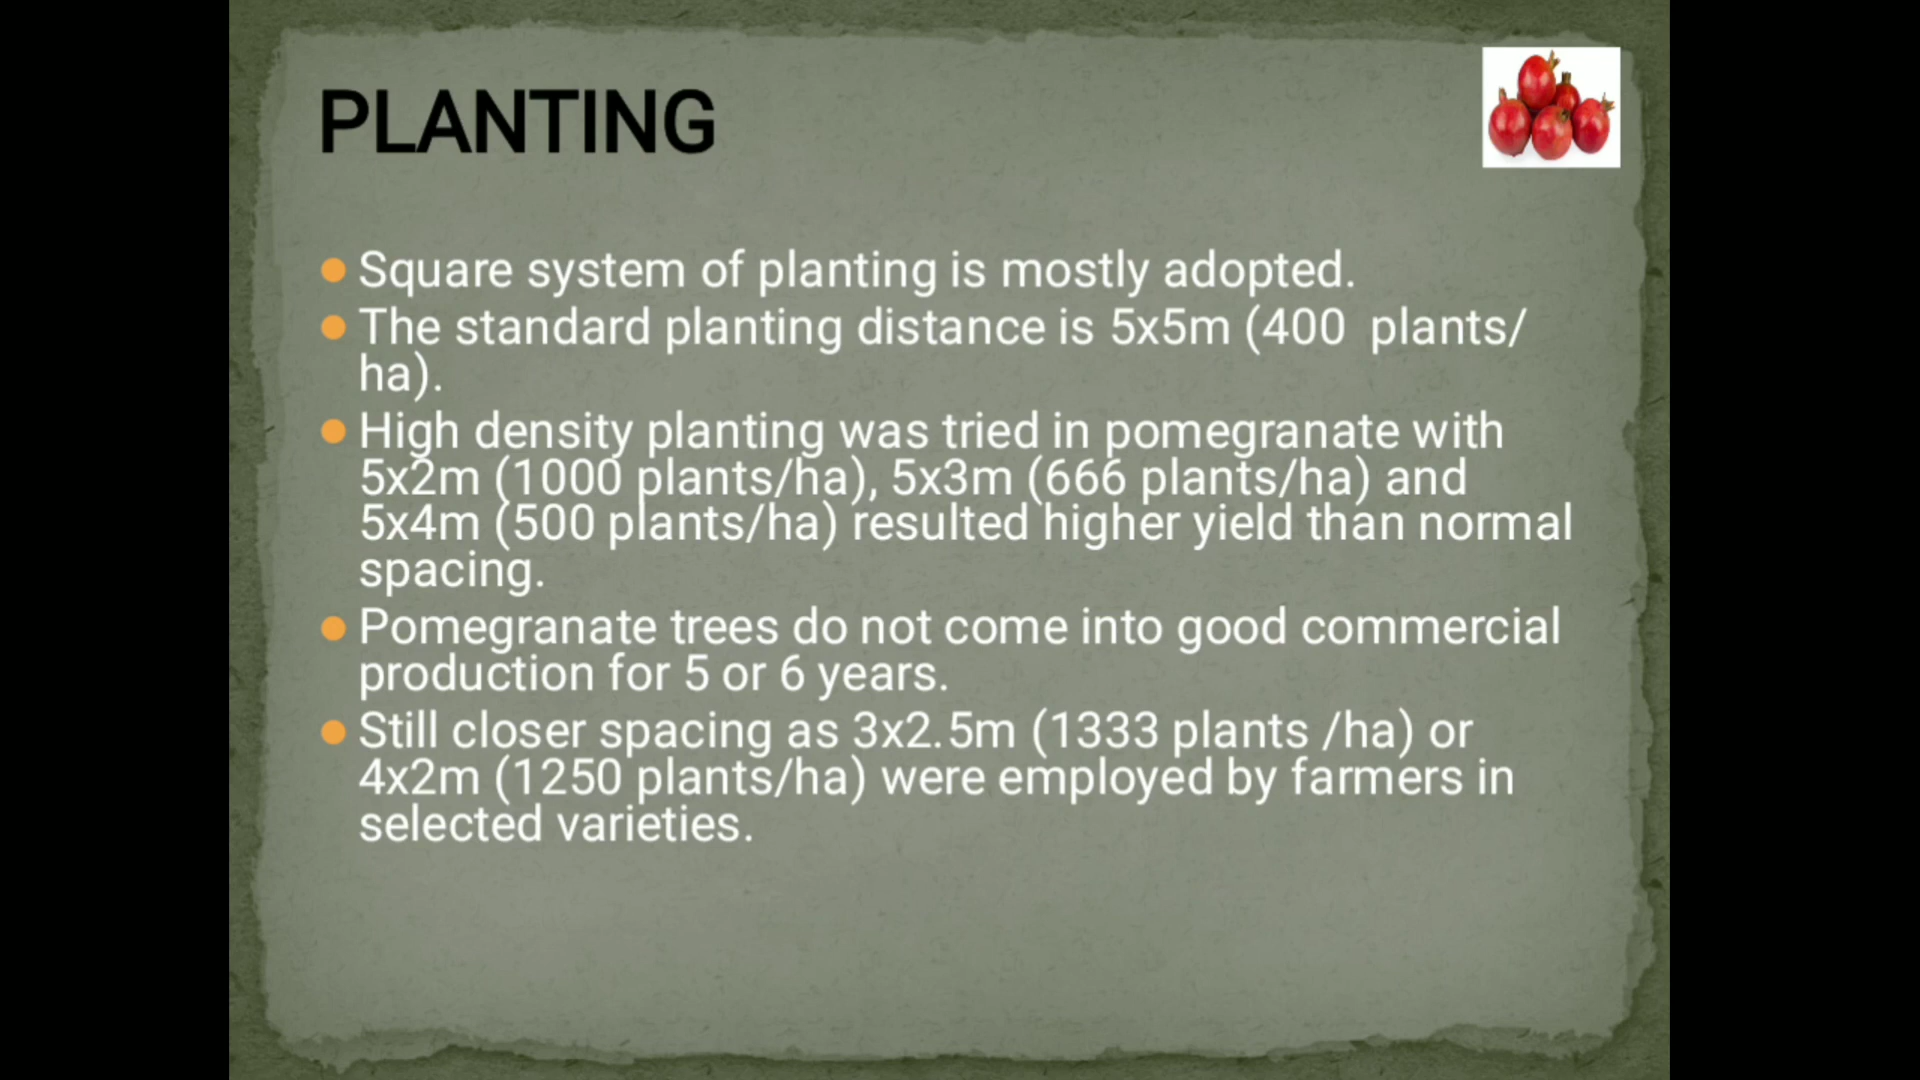 PLANTING
Square system of planting is mostly adopted.
The standard planting distance is 5x5m (400  plants/
ha).
High density planting was tried in pomegranate with
5x2m (1000 plants/ha), 5x3m (666 plants/ha) and
5x4m (500 plants/ha) resulted higher yield than normal
spacing.
Pomegranate trees do not come into good commercial
production for 5 or 6 years.
Still closer spacing as 3x2.5m (1333 plants /ha) or
4x2m (1250 plants/ha) were employed by farmers in
selected varieties.